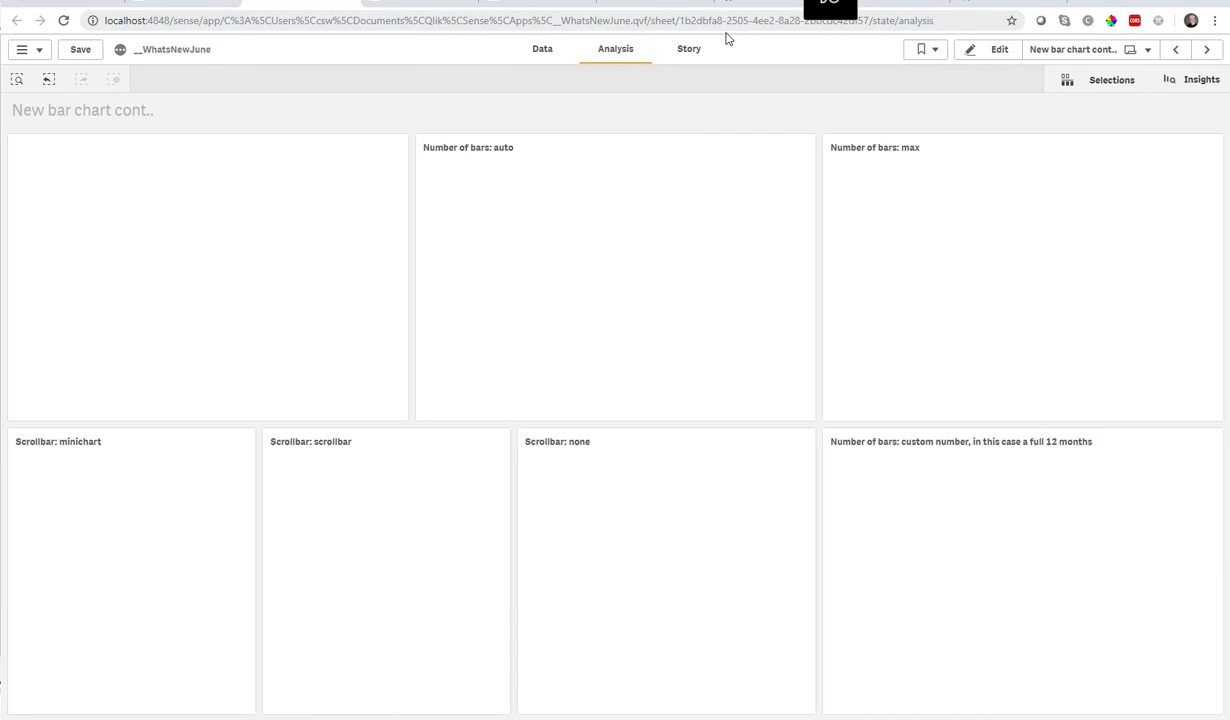 localhost:4848/sense/app/C%3A%5CUsers%5Ccsw%5CDocuments%5CQlik%5CSense%5CApps%5C__WhatsNewJune.qvf/sheet/1b2dbfa8-2505-4ee2-8a28-
/state/analysis
Save
__WhatsNewJune
Data
Analysis
Story
Edit
New bar chart cont..
Selections
Insights
New bar chart cont..
Number of bars: auto
Number of bars: max
Scrollbar: minichart
Scrollbar: scrollbar
Scrollbar: none
Number of bars: custom number, in this case a full 12 months